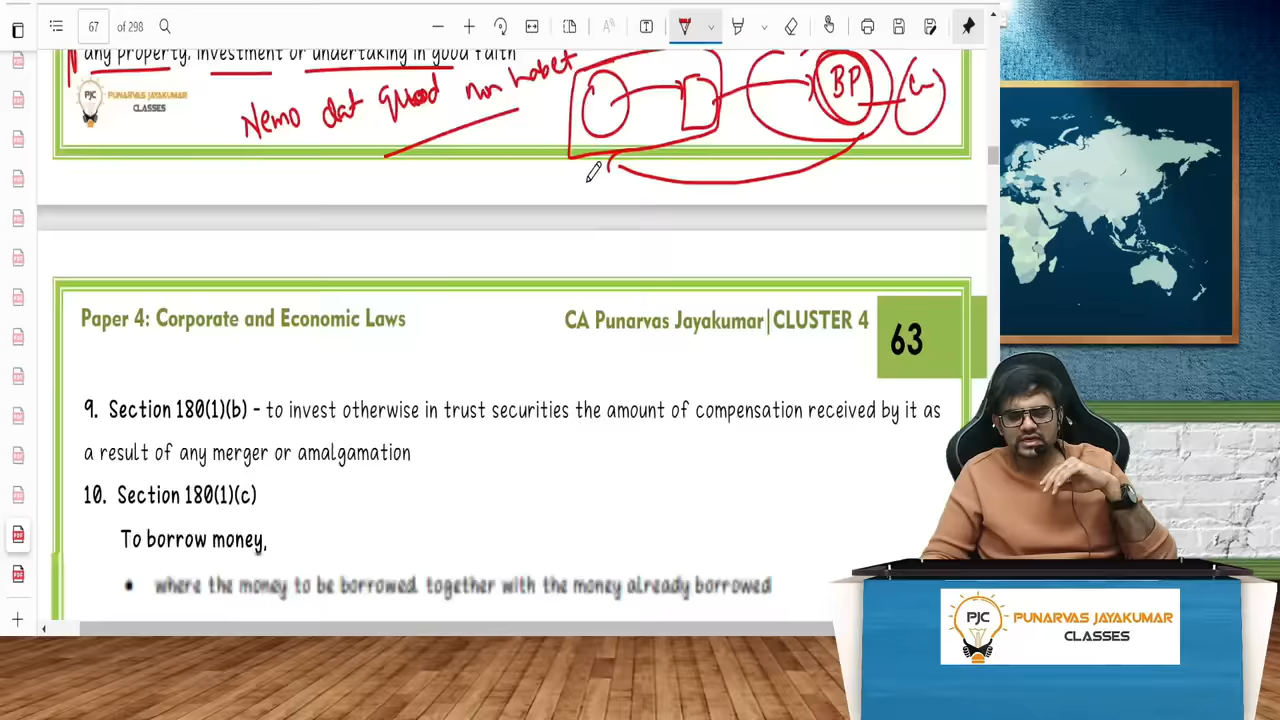 67 of 298
any property, investment or undertaking in good faith
PJC PUNARVAS JAYAKUMAR
CLASSES
Nemo dat quod non habet
BP
Paper 4: Corporate and Economic Laws
CA Punarvas Jayakumar|CLUSTER 4
63
9. Section 180(1)(b) - to invest otherwise in trust securities the amount of compensation received by it as
a result of any merger or amalgamation
10. Section 180(1)(c)
To borrow money,
• where the money to be borrowed, together with the money already borrowed
PJC PUNARVAS JAYAKUMAR
CLASSES